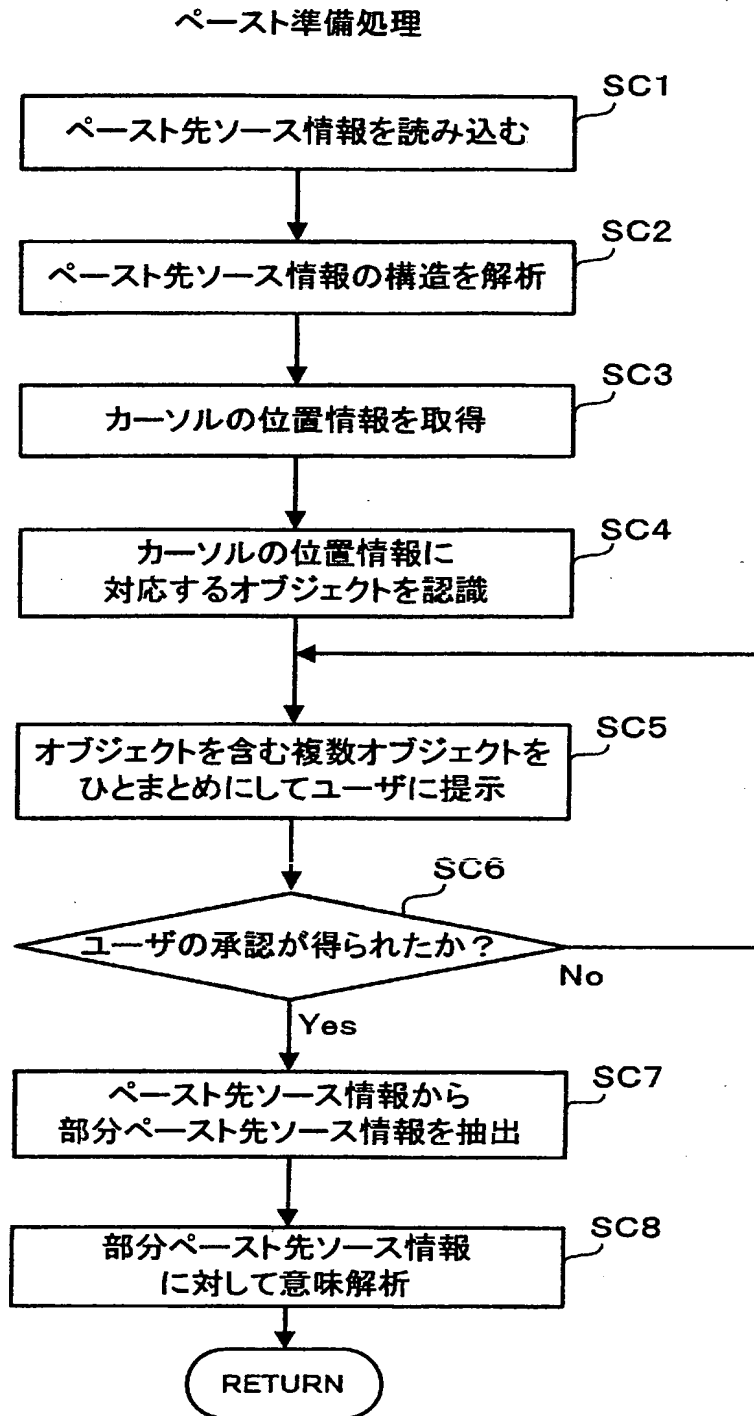 ペースト準備処理
SC1
ペースト先ソース情報を読み込む
SC2
ペースト先ソース情報の構造を解析
SC3
カーソルの位置情報を取得
SC4
カーソルの位置情報に
対応するオブジェクトを認識
SC5
オブジェクトを含む複数オブジェクトを
ひとまとめにしてユーザに提示
SC6
ユーザの承認が得られたか?
No
Yes
SC7
ペースト先ソース情報から
部分ペースト先ソース情報を抽出
SC8
部分ペースト先ソース情報
に対して意味解析
RETURN